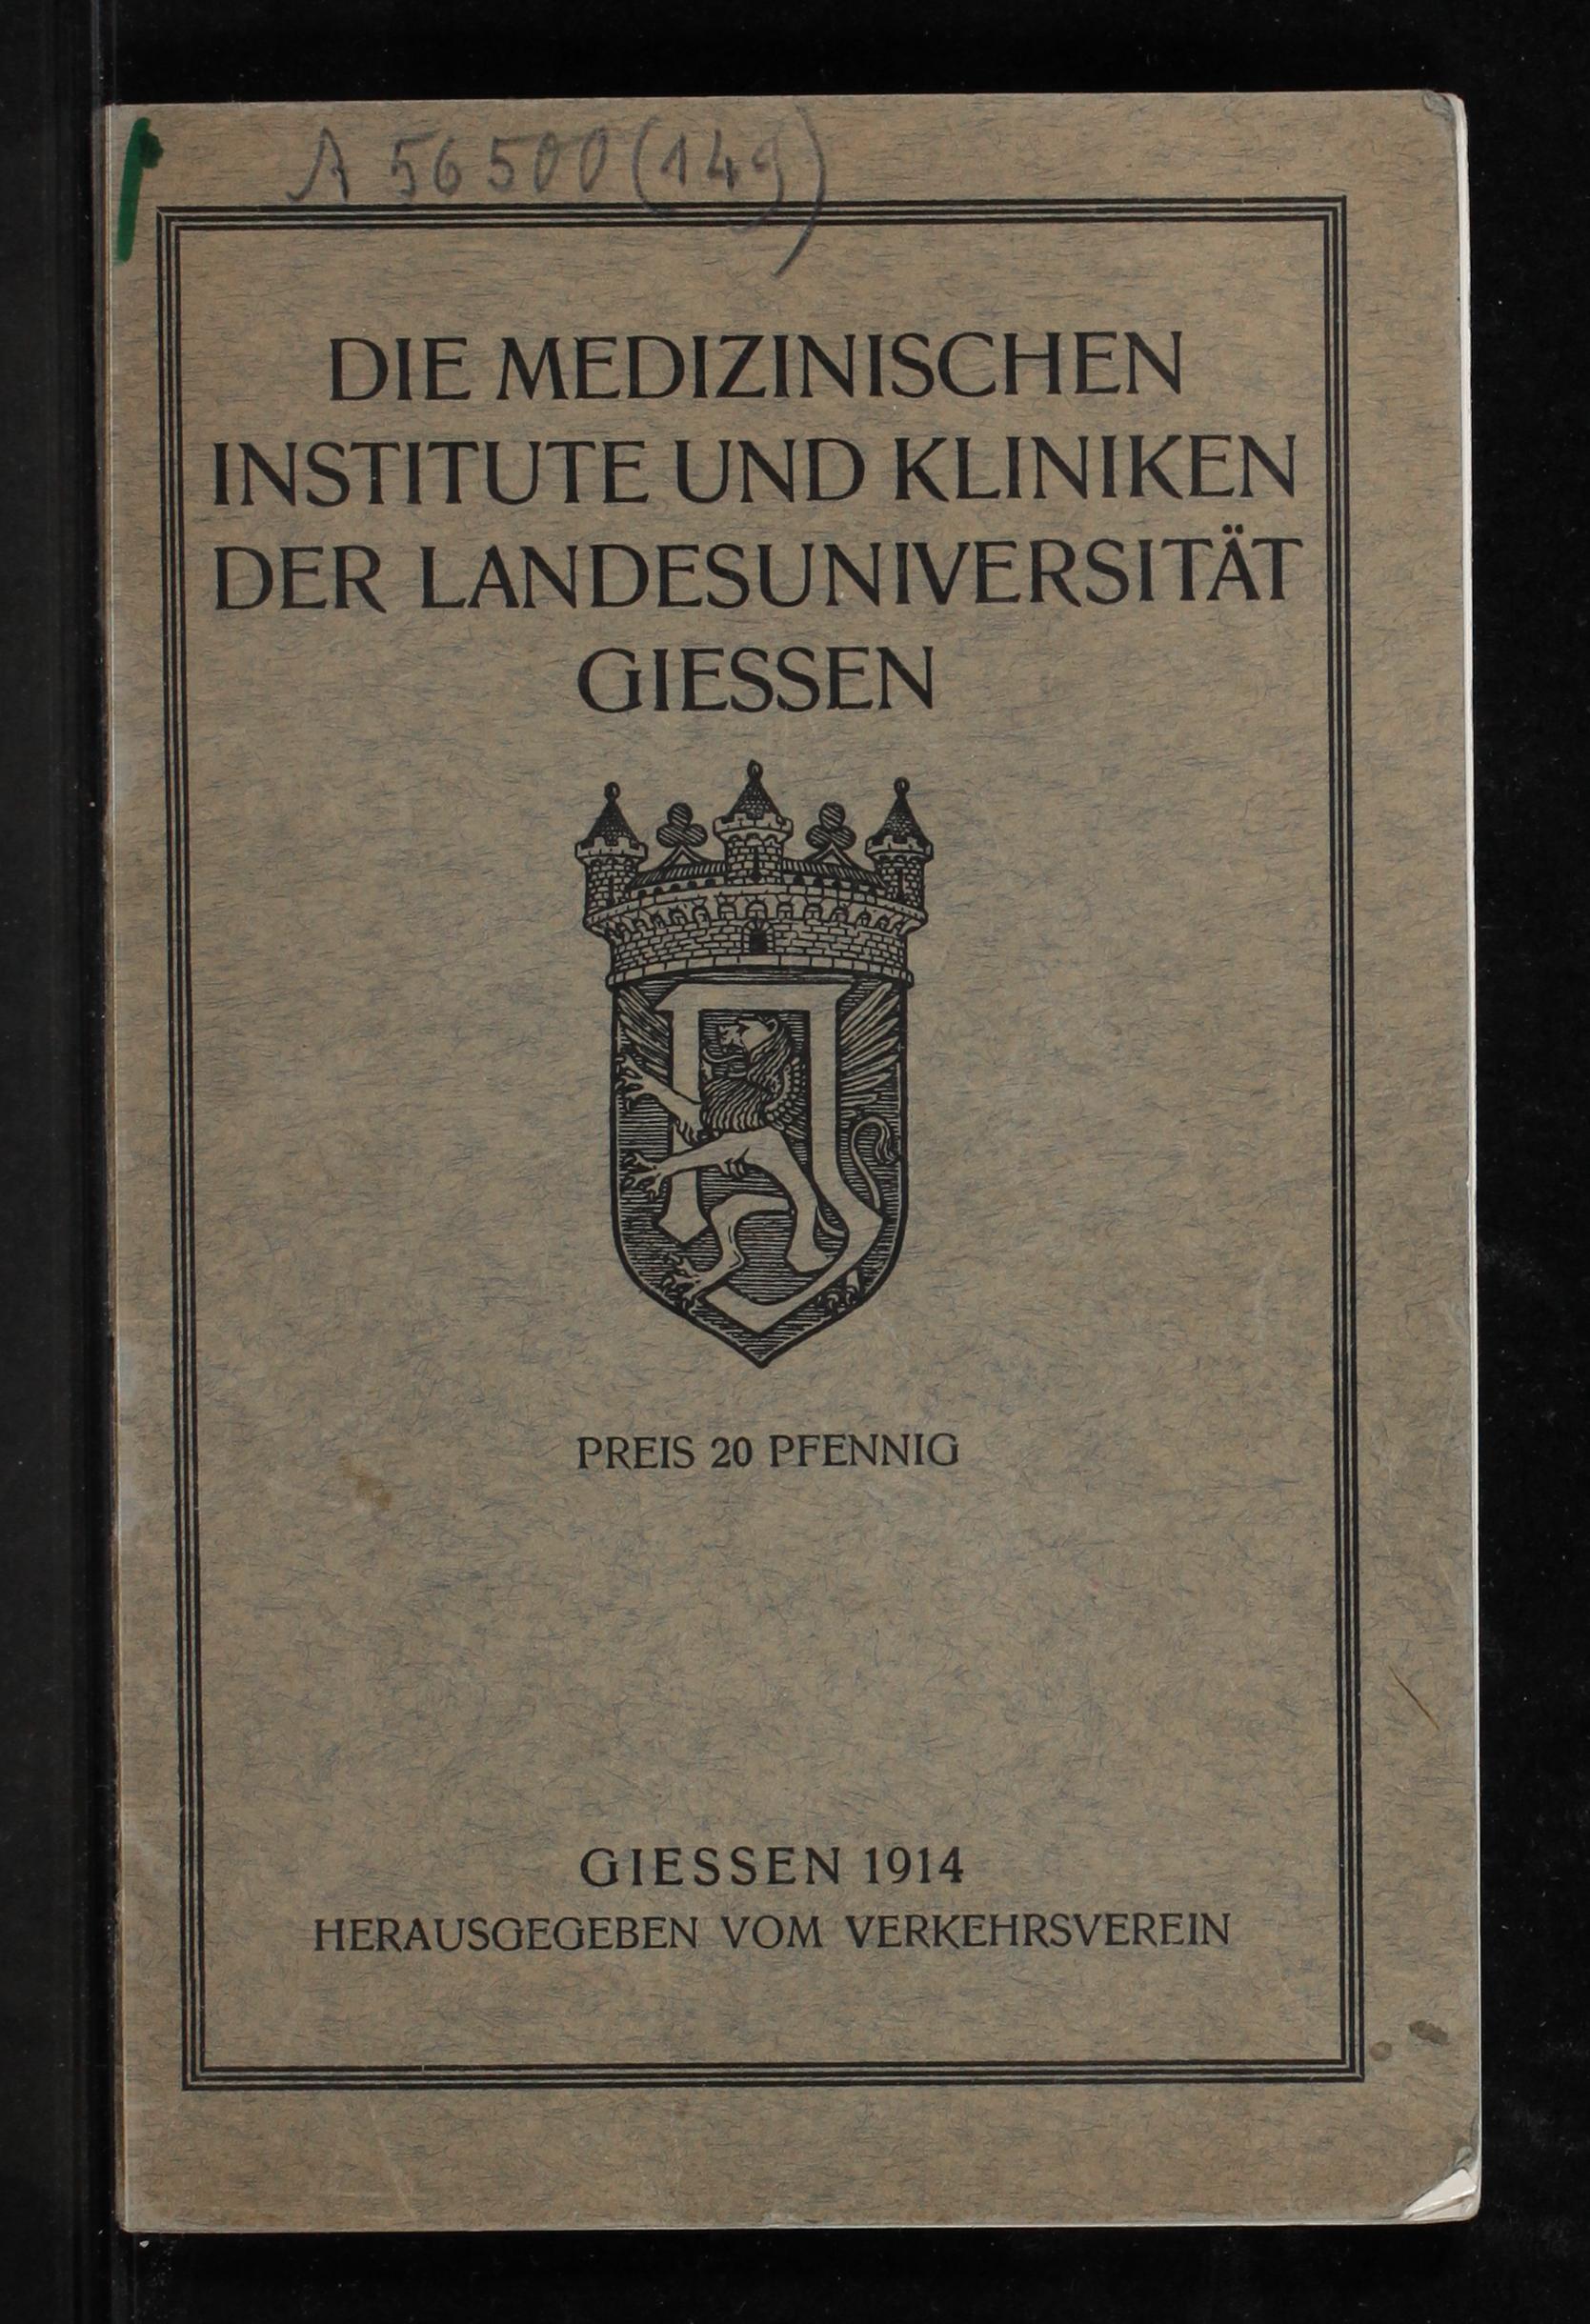 A 56500 (149)
DIE MEDIZINISCHEN
INSTITUTE UND KLINIKEN
DER LANDESUNIVERSITÄT
GIESSEN
PREIS 20 PFENNIG
GIESSEN 1914
HERAUSGEGEBEN VOM VERKEHRSVEREIN